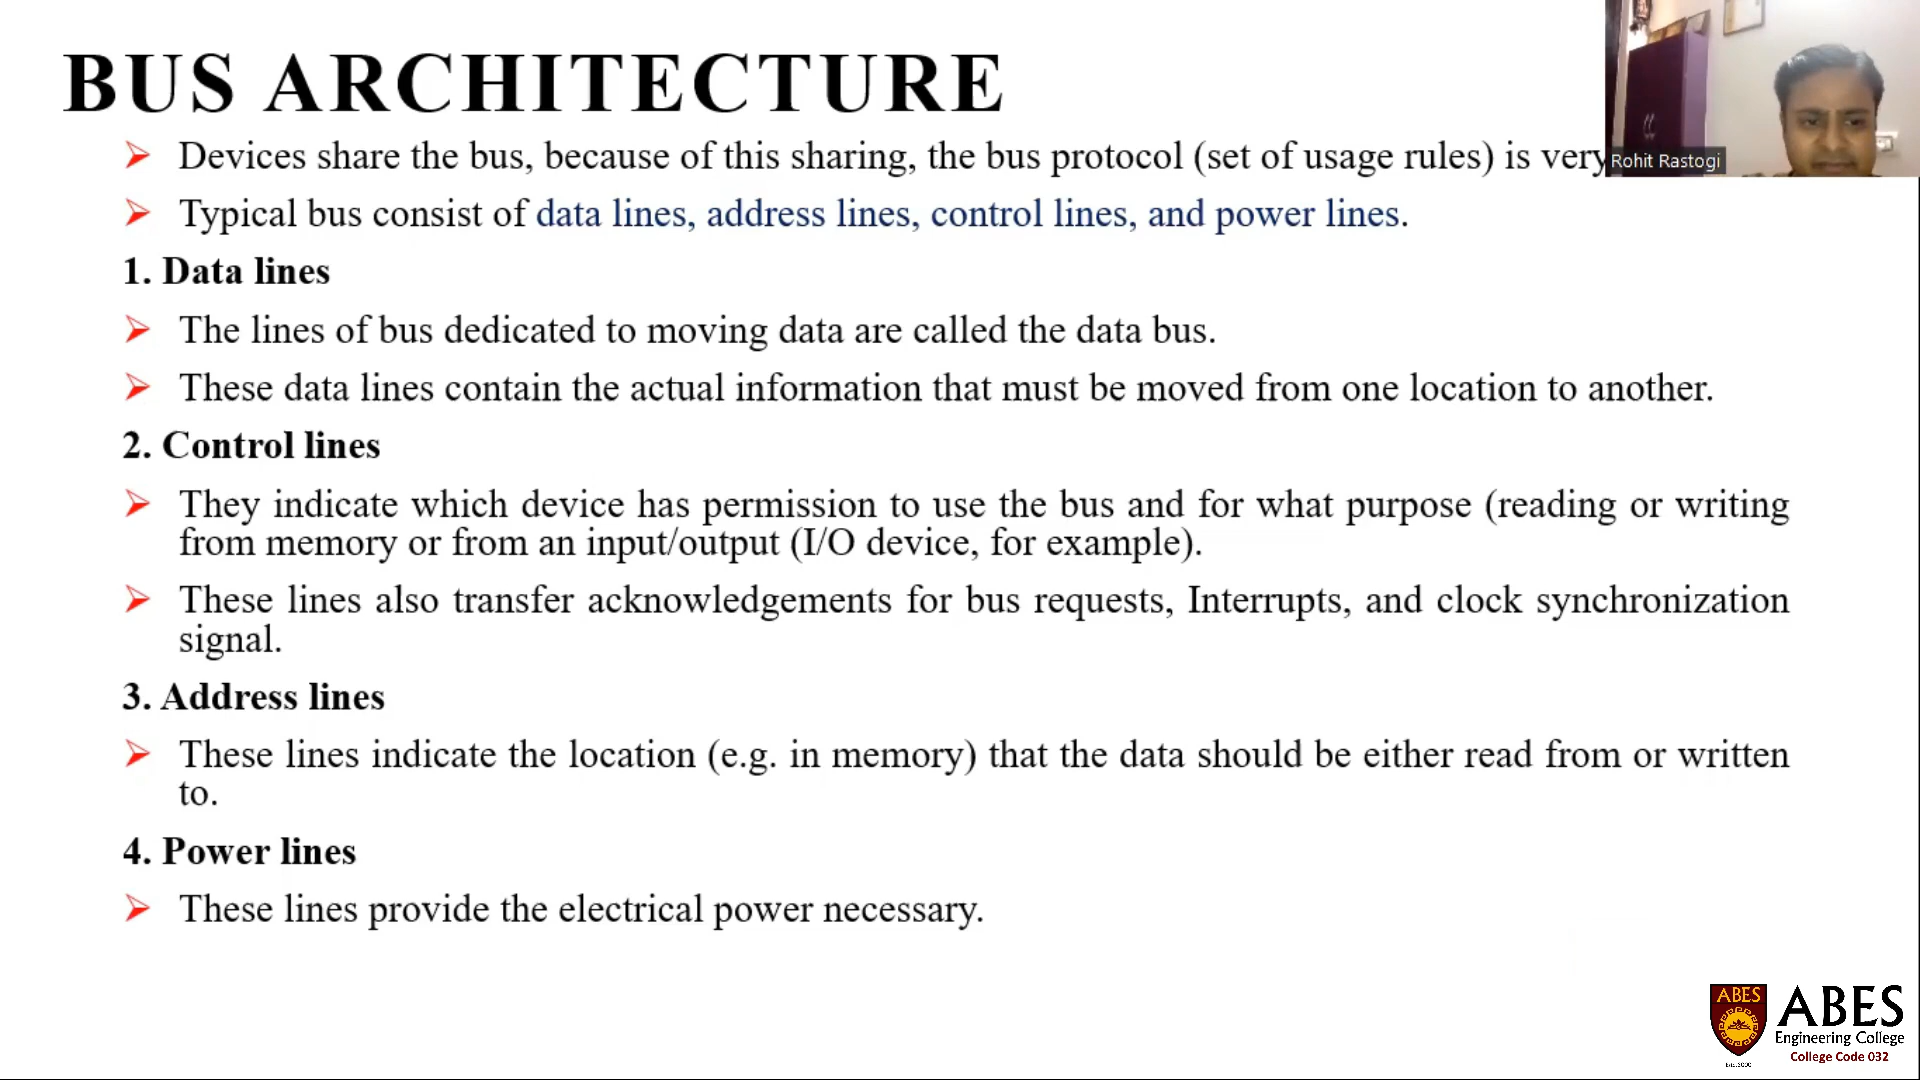 BUS ARCHITECTURE
Devices share the bus, because of this sharing, the bus protocol (set of usage rules) is very
Rohit Rastogi
Typical bus consist of data lines, address lines, control lines, and power lines.
1. Data lines
The lines of bus dedicated to moving data are called the data bus.
These data lines contain the actual information that must be moved from one location to another.
2. Control lines
They indicate which device has permission to use the bus and for what purpose (reading or writing
from memory or from an input/output (I/O device, for example).
These lines also transfer acknowledgements for bus requests, Interrupts, and clock synchronization
signal.
3. Address lines
These lines indicate the location (e.g. in memory) that the data should be either read from or written
to.
4. Power lines
These lines provide the electrical power necessary.
ABES
ABES
Engineering College
College Code 032